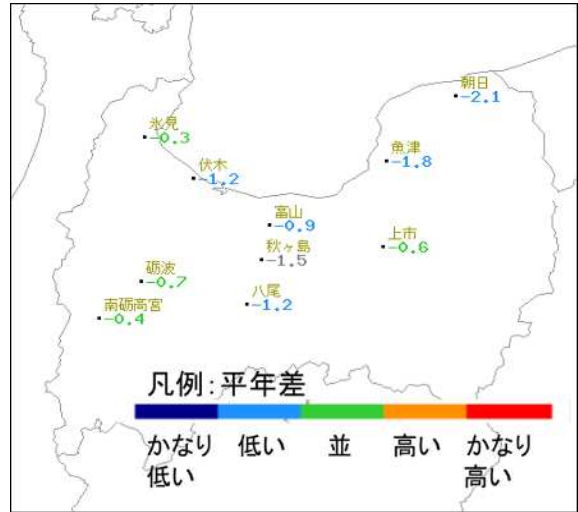 朝日
-2.1
氷見
-0.3
魚津
-1.8
伏木
-1.2
富山
-0.9
上市
-0.6
秋ヶ島
-1.5
砺波
-0.7
八尾
-1.2
南砺高宮
-0.4
凡例:平年差
かなり低い 低い 並 高い かなり高い